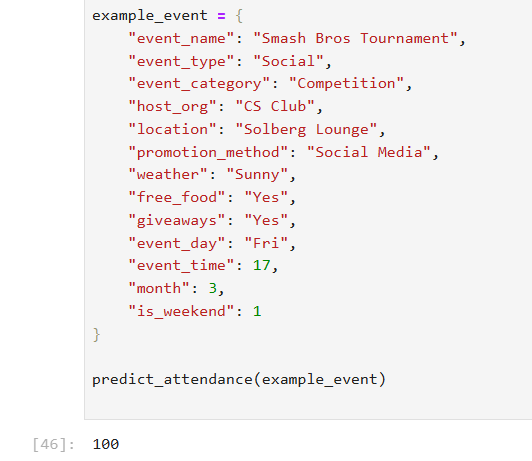 example_event = {
    "event_name": "Smash Bros Tournament",
    "event_type": "Social",
    "event_category": "Competition",
    "host_org": "CS Club",
    "location": "Solberg Lounge",
    "promotion_method": "Social Media",
    "weather": "Sunny",
    "free_food": "Yes",
    "giveaways": "Yes",
    "event_day": "Fri",
    "event_time": 17,
    "month": 3,
    "is_weekend": 1
}
predict_attendance(example_event)
[46]: 100